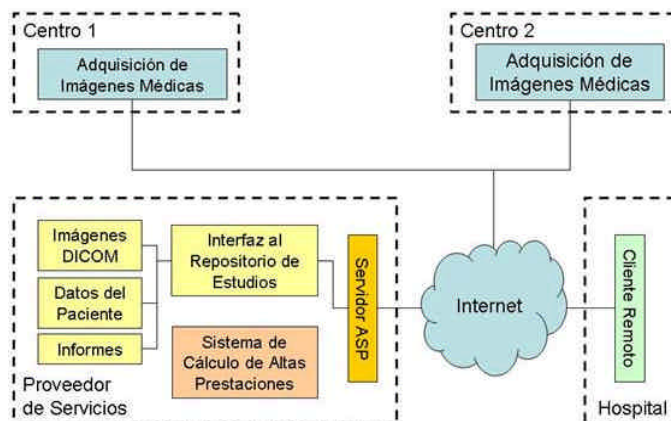 Centro 1
Adquisición de
Imágenes Médicas
Centro 2
Adquisición de
Imágenes Médicas
Imágenes
DICOM
Datos del
Paciente
Informes
Interfaz al
Repositorio de
Estudios
Sistema de
Cálculo de Altas
Prestaciones
Servidor ASP
Proveedor
de Servicios
Internet
Cliente Remoto
Hospital